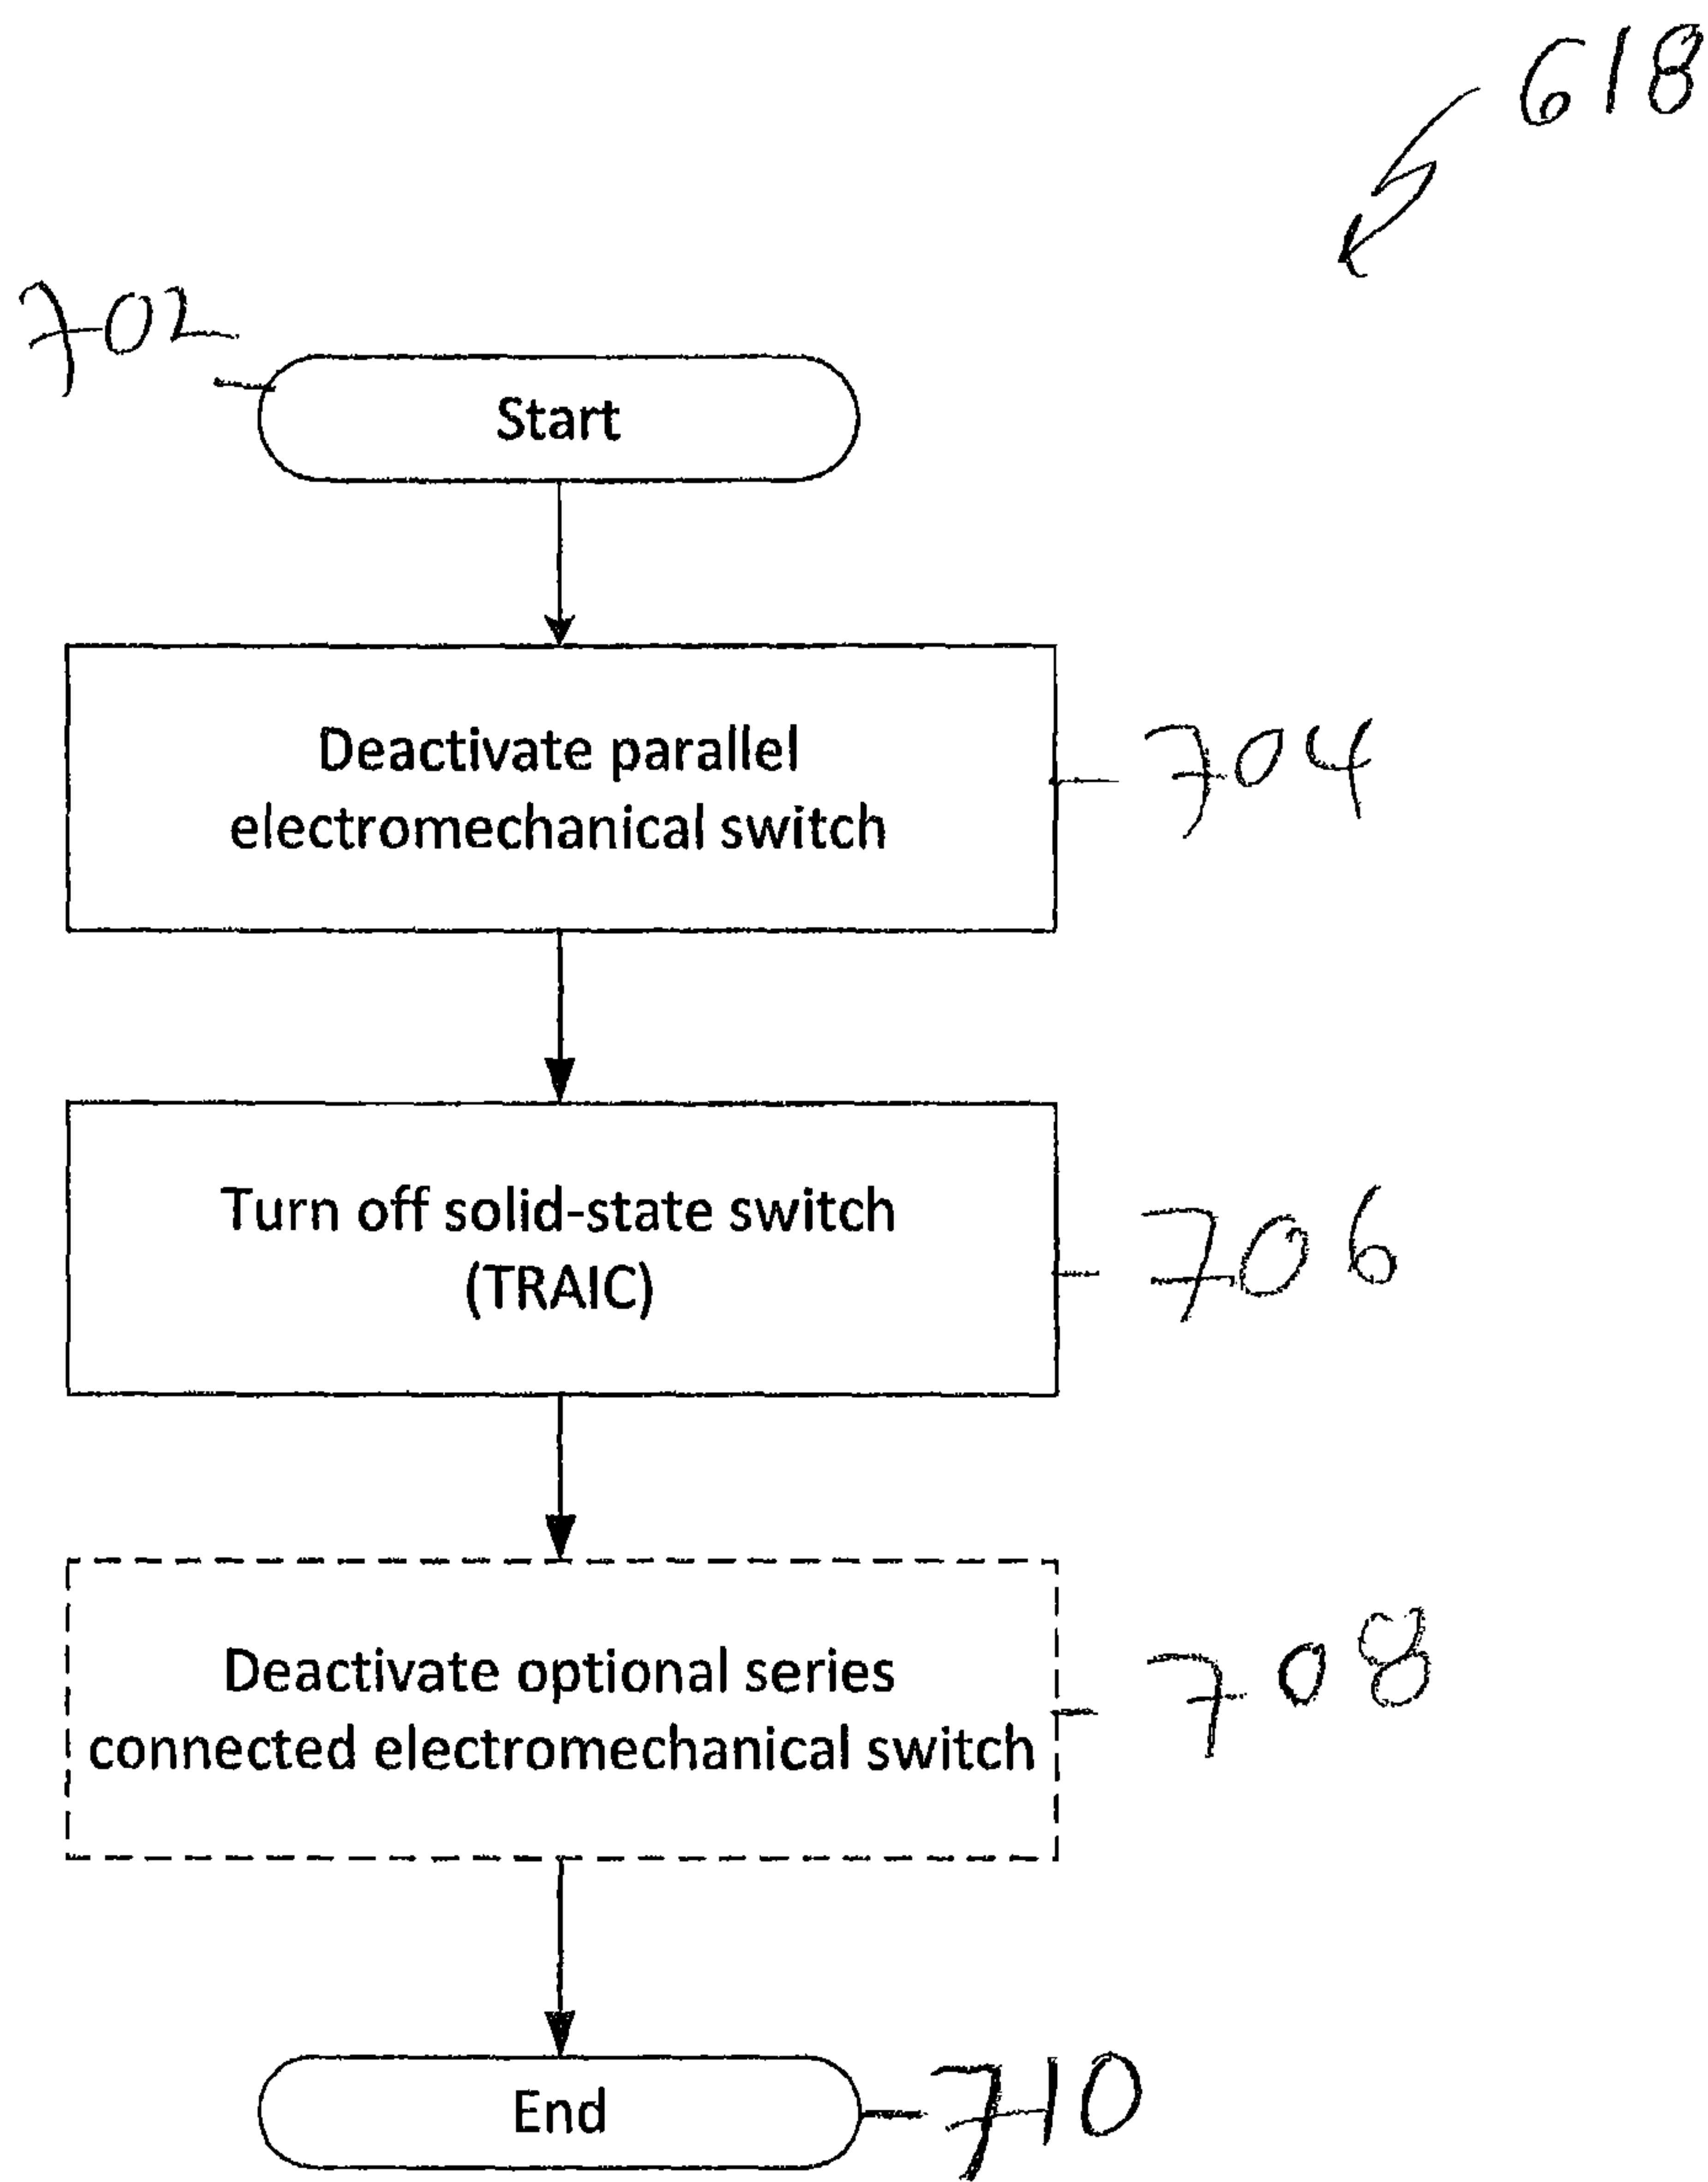 618
702
Start
Deactivate parallel
electromechanical switch
704
Turn off solid-state switch
(TRAIC)
706
Deactivate optional series
connected electromechanical switch
708
End
710